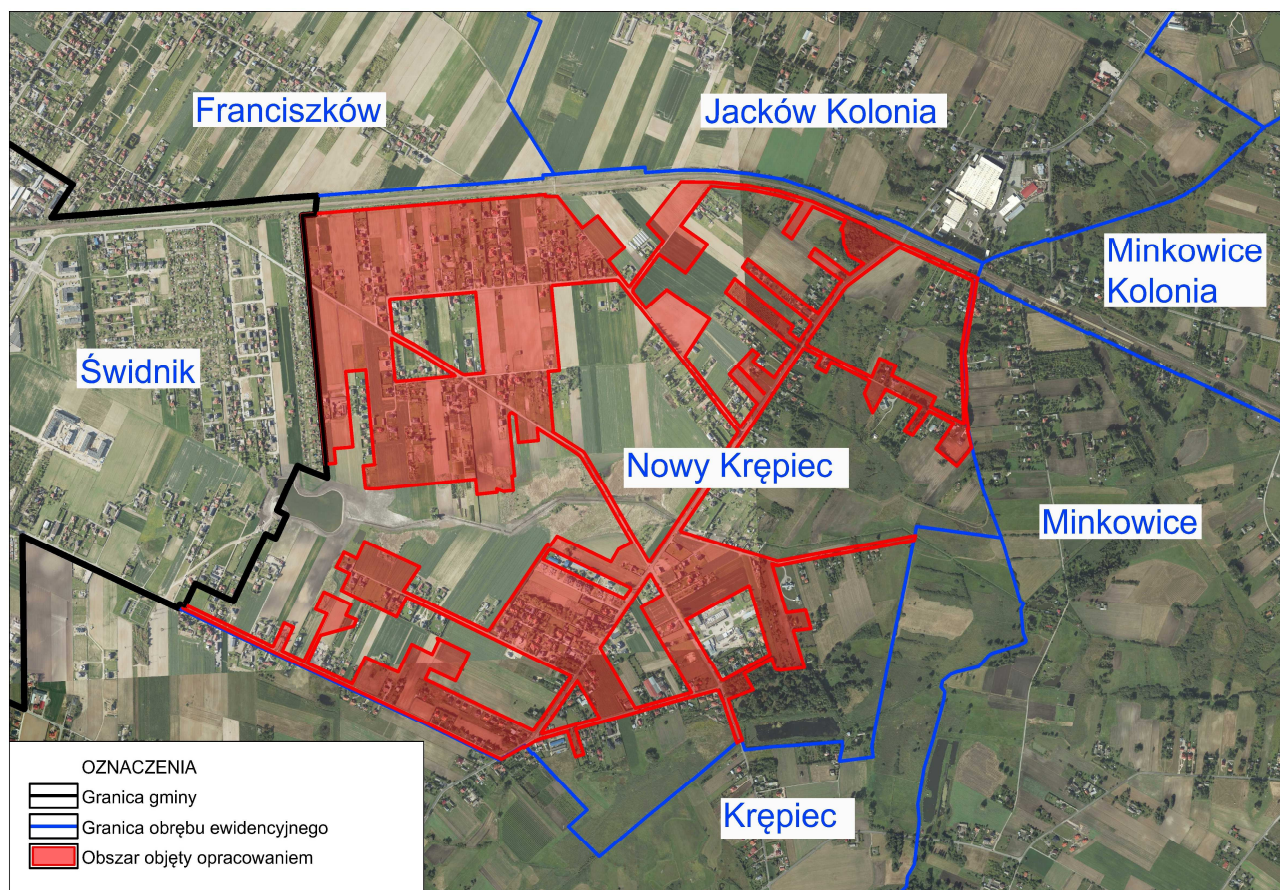 Franciszków
Jacków Kolonia
Minkowice
Kolonia
Świdnik
Nowy Krępiec
Minkowice
Krępiec
OZNACZENIA
Granica gminy
Granica obrębu ewidencyjnego
Obszar objęty opracowaniem